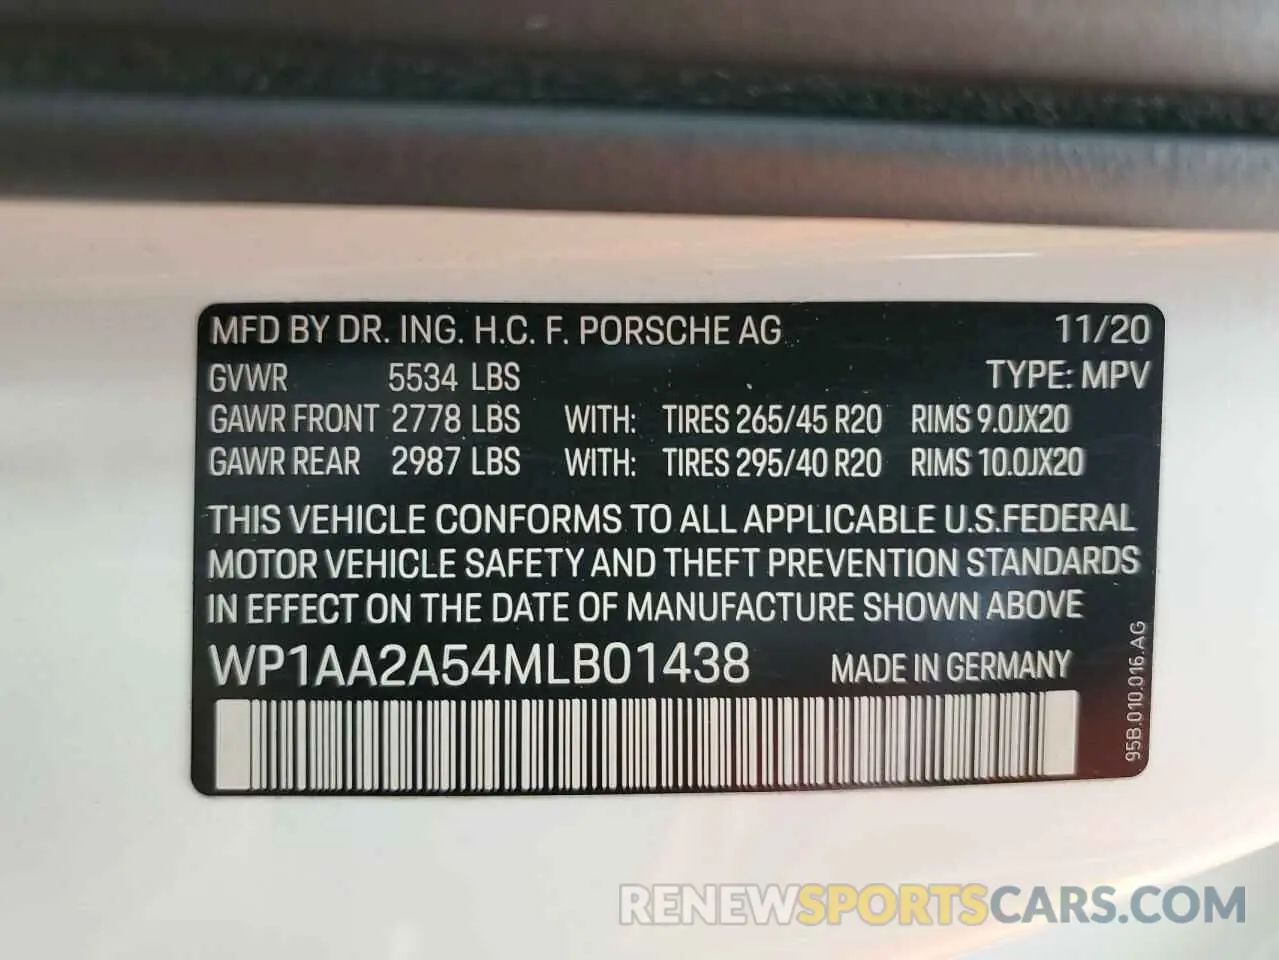 MFD BY DR. ING. H.C. F. PORSCHE AG 11/20
GVWR 5534 LBS TYPE: MPV
GAWR FRONT 2778 LBS WITH: TIRES 265/45 R20 RIMS 9.0JX20
GAWR REAR 2987 LBS WITH: TIRES 295/40 R20 RIMS 10.0JX20
THIS VEHICLE CONFORMS TO ALL APPLICABLE U.S.FEDERAL
MOTOR VEHICLE SAFETY AND THEFT PREVENTION STANDARDS
IN EFFECT ON THE DATE OF MANUFACTURE SHOWN ABOVE
WP1AA2A54MLB01438 MADE IN GERMANY
95B.010.016.AG
RENEWSPORTSCARS.COM